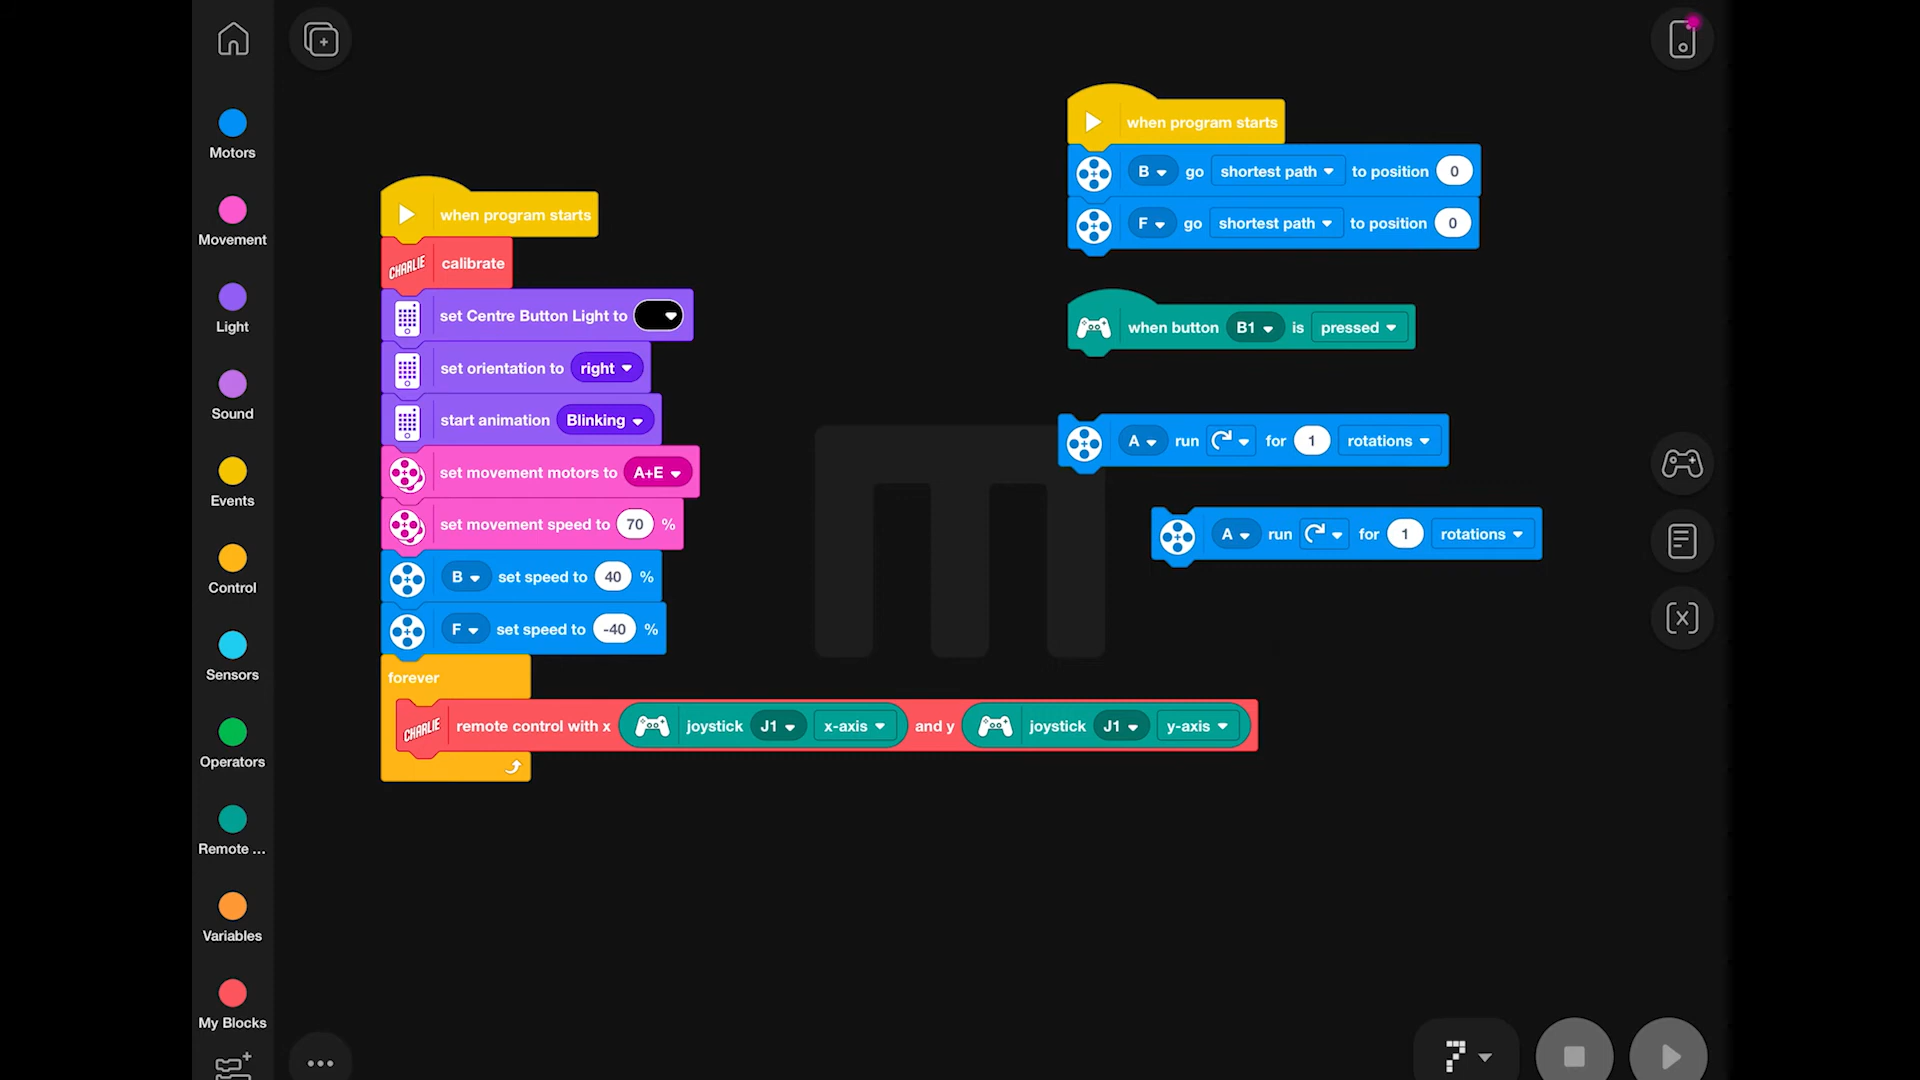 Motors
Movement
Light
Sound
Events
Control
Sensors
Operators
Remote ...
Variables
My Blocks
when program starts
CHARLIE calibrate
set Centre Button Light to
set orientation to right
start animation Blinking
set movement motors to A+E
set movement speed to 70 %
B set speed to 40 %
F set speed to -40 %
forever
CHARLIE remote control with x joystick J1 x-axis and y joystick J1 y-axis
when program starts
B go shortest path to position 0
F go shortest path to position 0
when button B1 is pressed
A run for 1 rotations
A run for 1 rotations